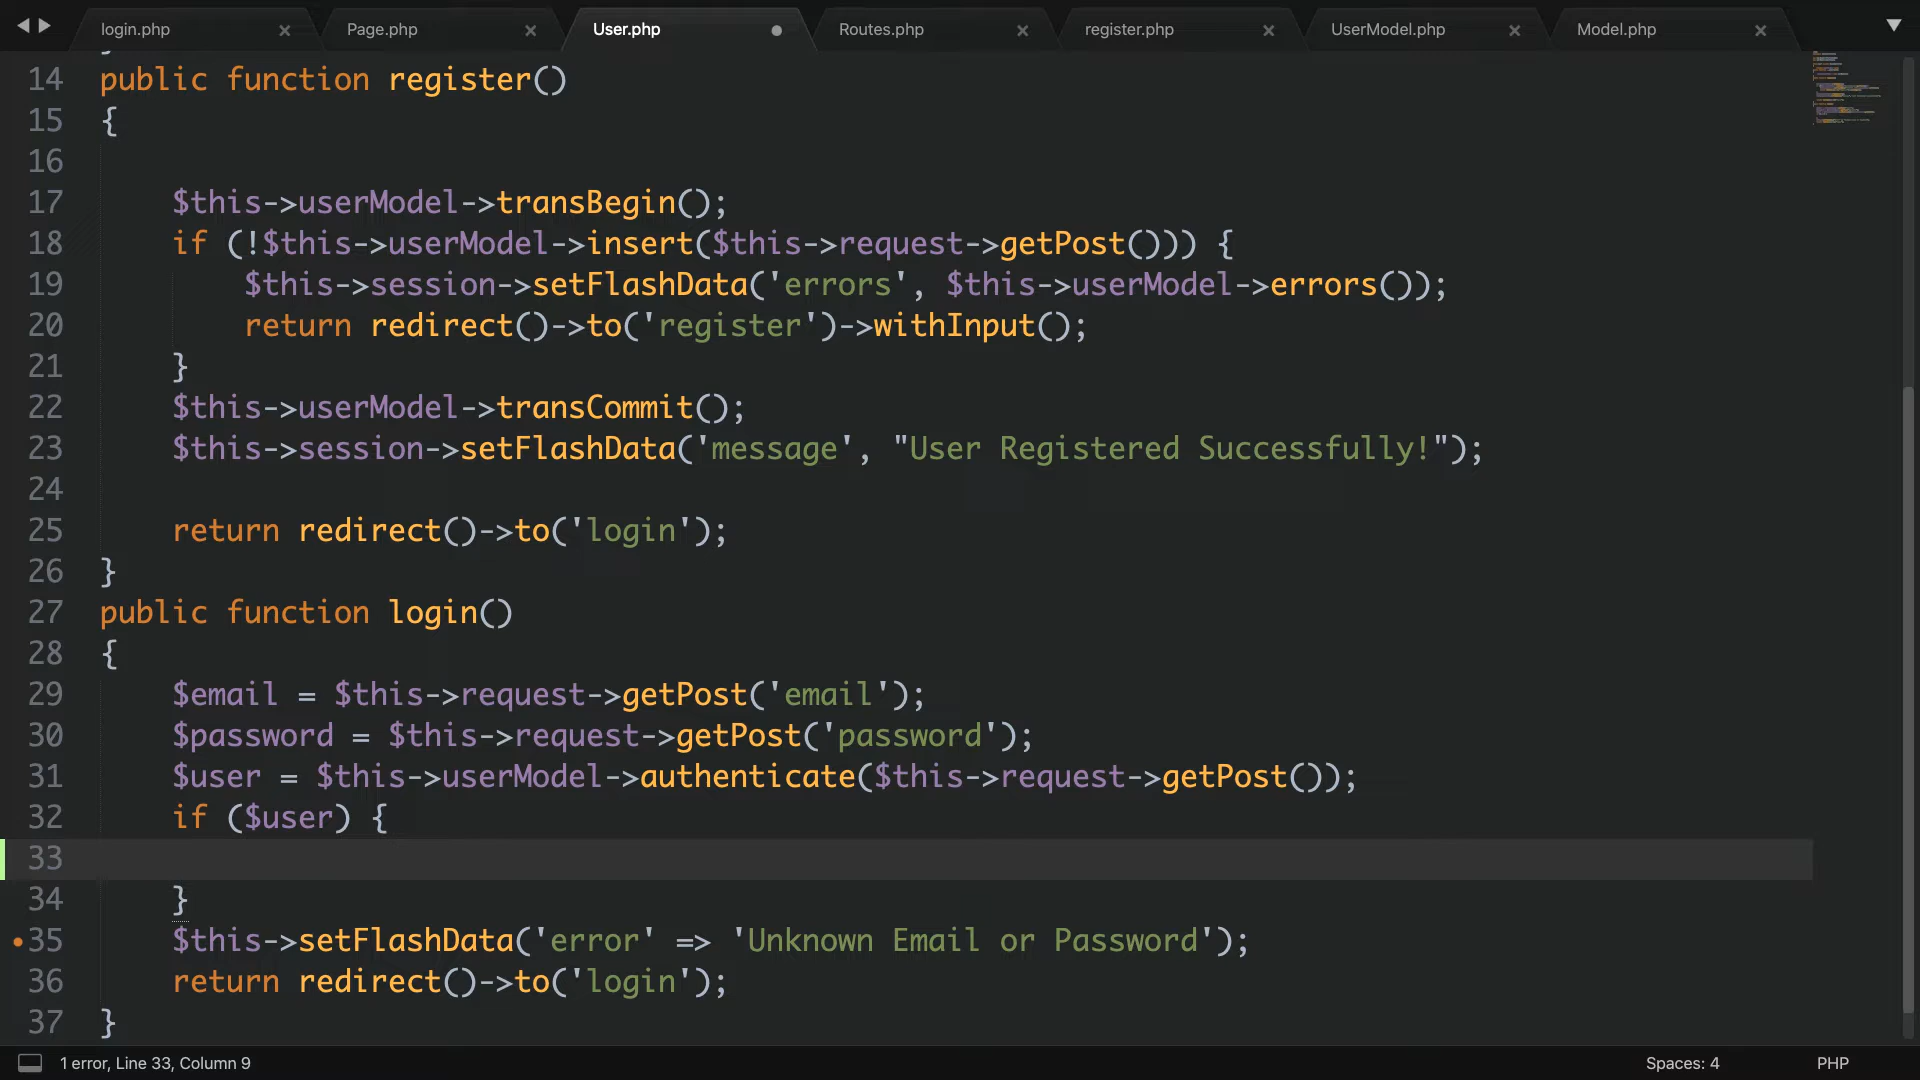 login.php Page.php User.php Routes.php register.php UserModel.php Model.php
14 public function register()
15 {
16
17 $this->userModel->transBegin();
18 if (!$this->userModel->insert($this->request->getPost())) {
19 $this->session->setFlashData('errors', $this->userModel->errors());
20 return redirect()->to('register')->withInput();
21 }
22 $this->userModel->transCommit();
23 $this->session->setFlashData('message', "User Registered Successfully!");
24
25 return redirect()->to('login');
26 }
27 public function login()
28 {
29 $email = $this->request->getPost('email');
30 $password = $this->request->getPost('password');
31 $user = $this->userModel->authenticate($this->request->getPost());
32 if ($user) {
33
34 }
35 $this->setFlashData('error' => 'Unknown Email or Password');
36 return redirect()->to('login');
37 }
1 error, Line 33, Column 9 Spaces: 4 PHP